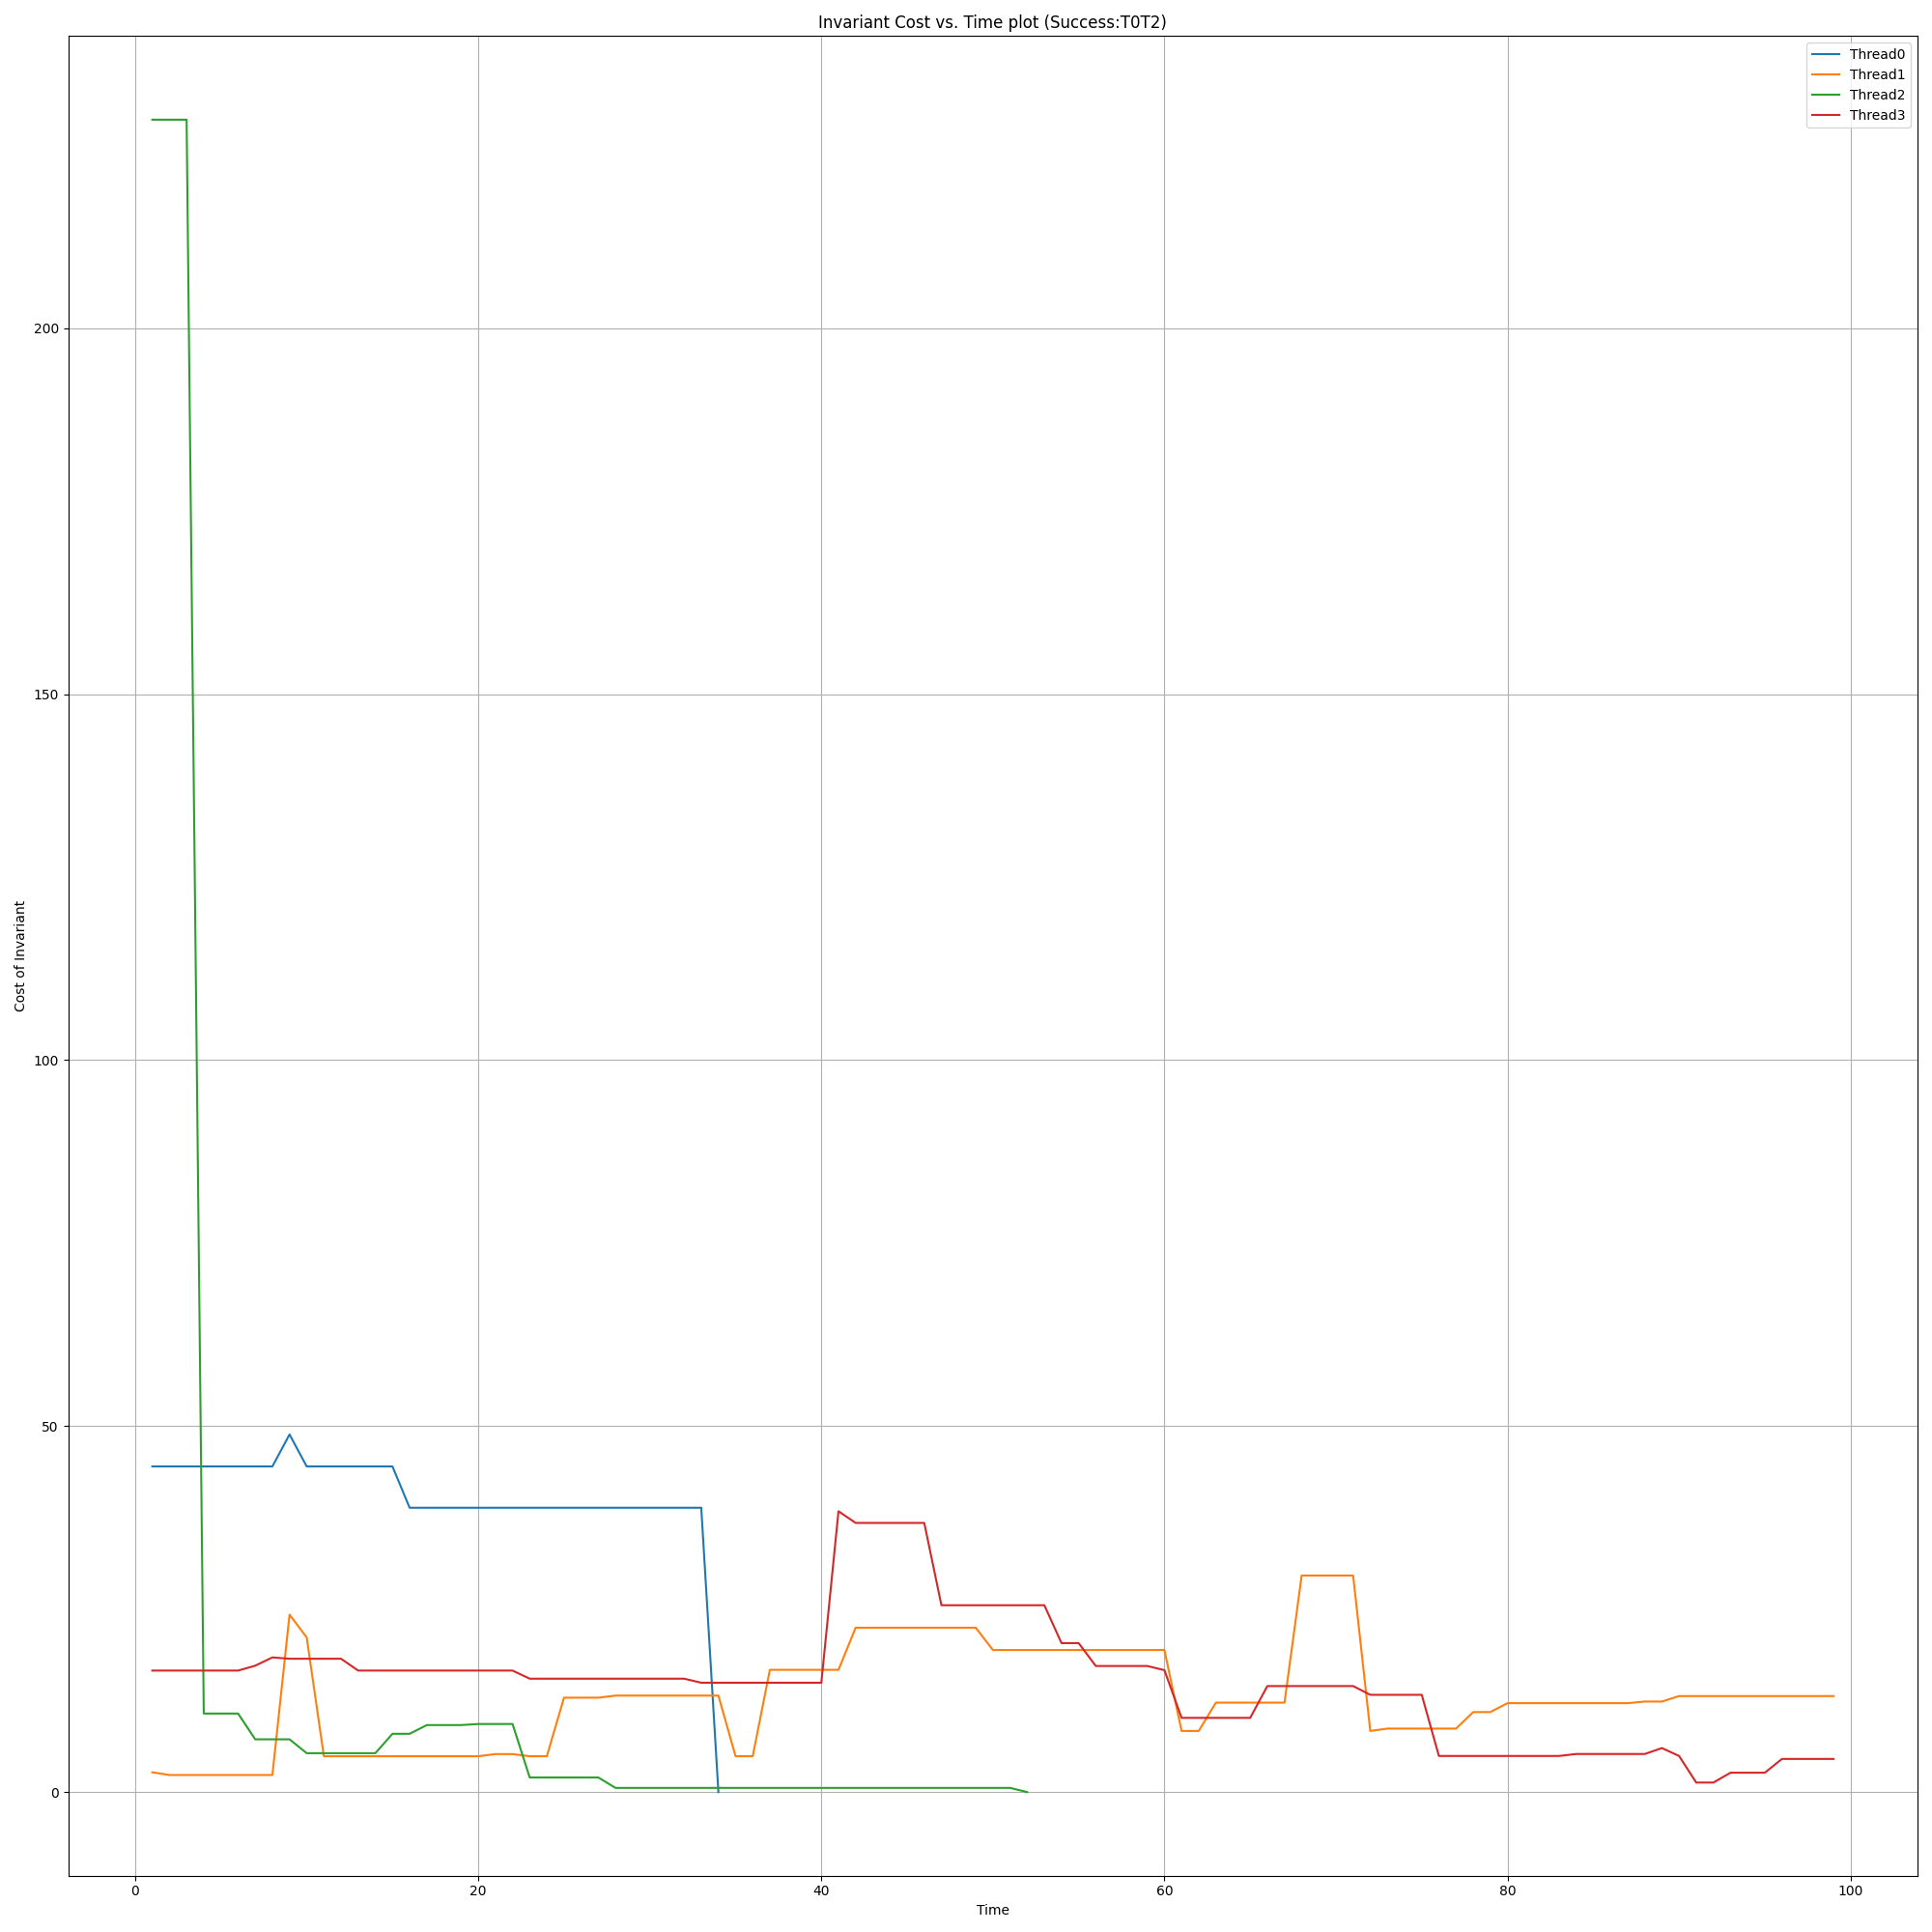 Invariant Cost vs. Time plot (Success:T0T2)
Thread0
Thread1
Thread2
Thread3
200
150
100
50
0
Cost of Invariant
0 20 40 60 80 100
Time